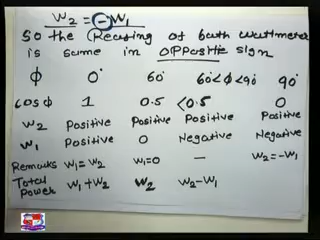 W2 = -W1
So the Reading of both wattmeter
is same in opposite sign
ϕ 0° 60° 60°<ϕ<90° 90°
cosϕ 1 0.5 <0.5 0
W2 Positive Positive Positive Positive
W1 Positive 0 Negative Negative
Remarks W1=W2 W1=0 — W2=-W1
Total Power W1+W2 W2 W2-W1